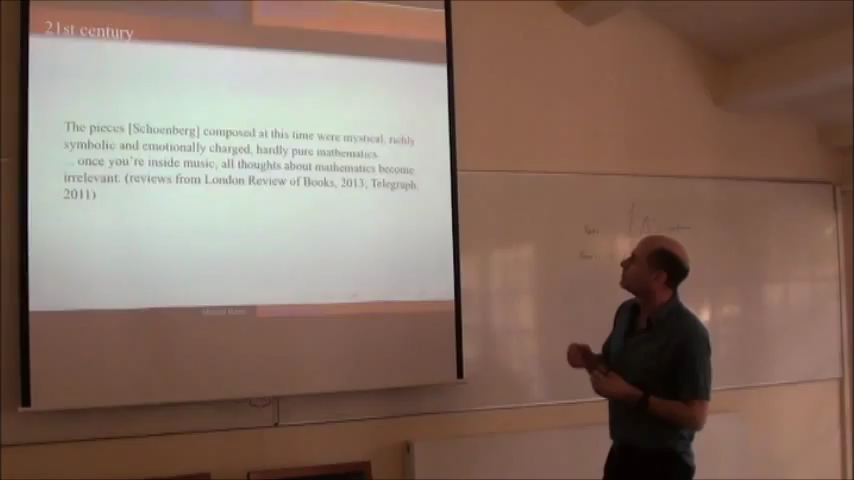 21st century
The pieces [Schoenberg] composed at this time were mystical, richly
symbolic and emotionally charged, hardly pure mathematics.
... once you're inside music, all thoughts about mathematics become
irrelevant. (reviews from London Review of Books, 2013; Telegraph
2011)